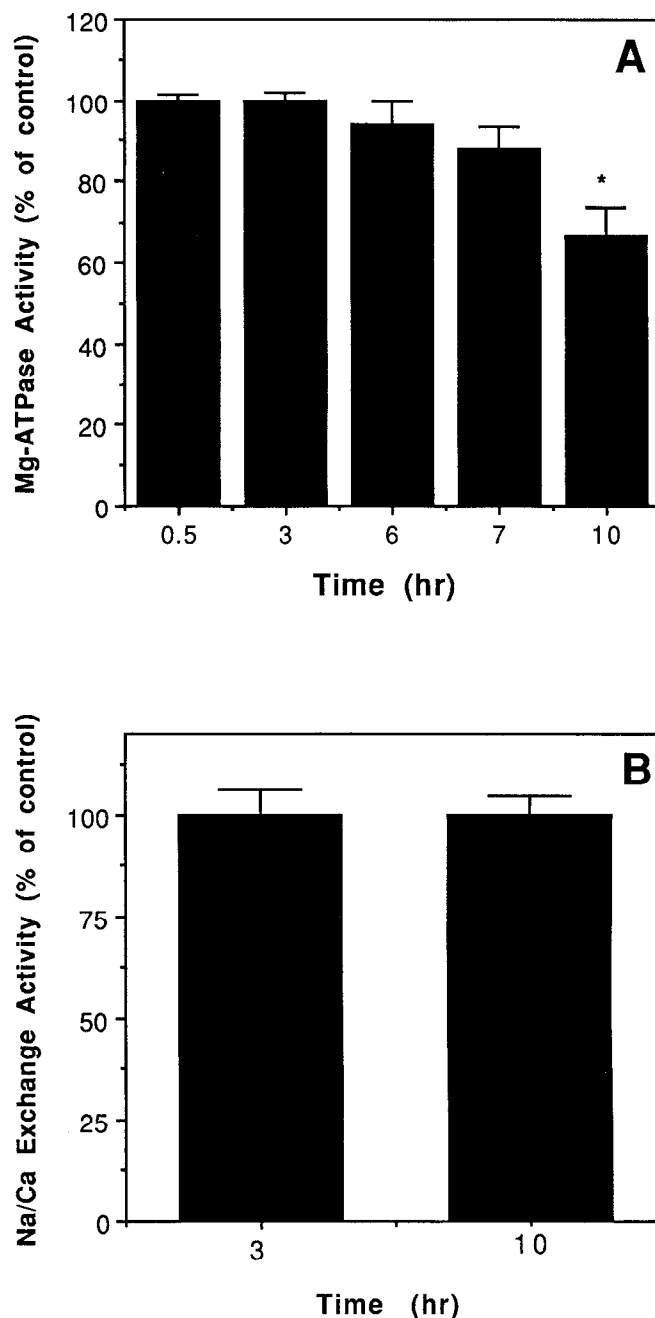 A
Mg-ATPase Activity (% of control)
120
100
80
60
40
20
0
*
0.5 3 6 7 10
Time (hr)
B
Na/Ca Exchange Activity (% of control)
100
75
50
25
0
3 10
Time (hr)